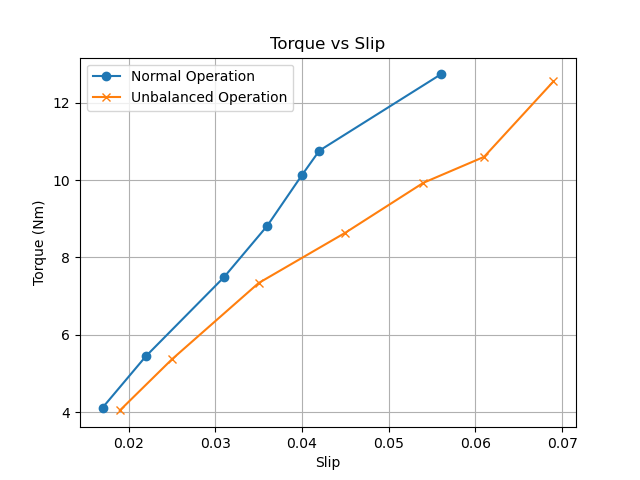 Torque vs Slip
Normal Operation
Unbalanced Operation
Torque (Nm)
12
10
8
6
4
0.02 0.03 0.04 0.05 0.06 0.07
Slip